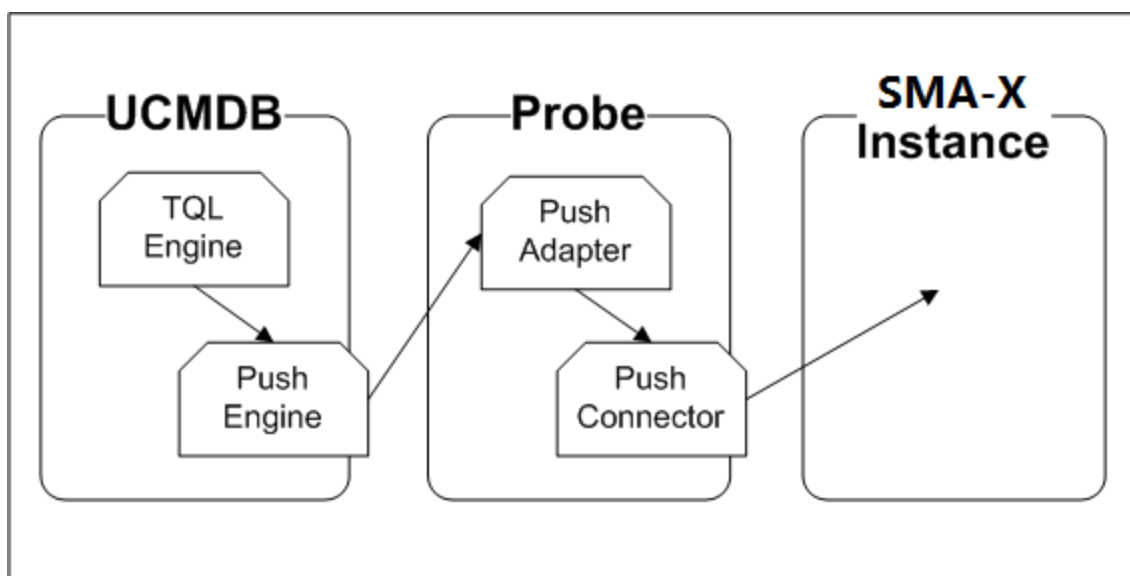 UCMDB
Probe
SMA-X
Instance
TQL
Engine
Push
Adapter
Push
Engine
Push
Connector